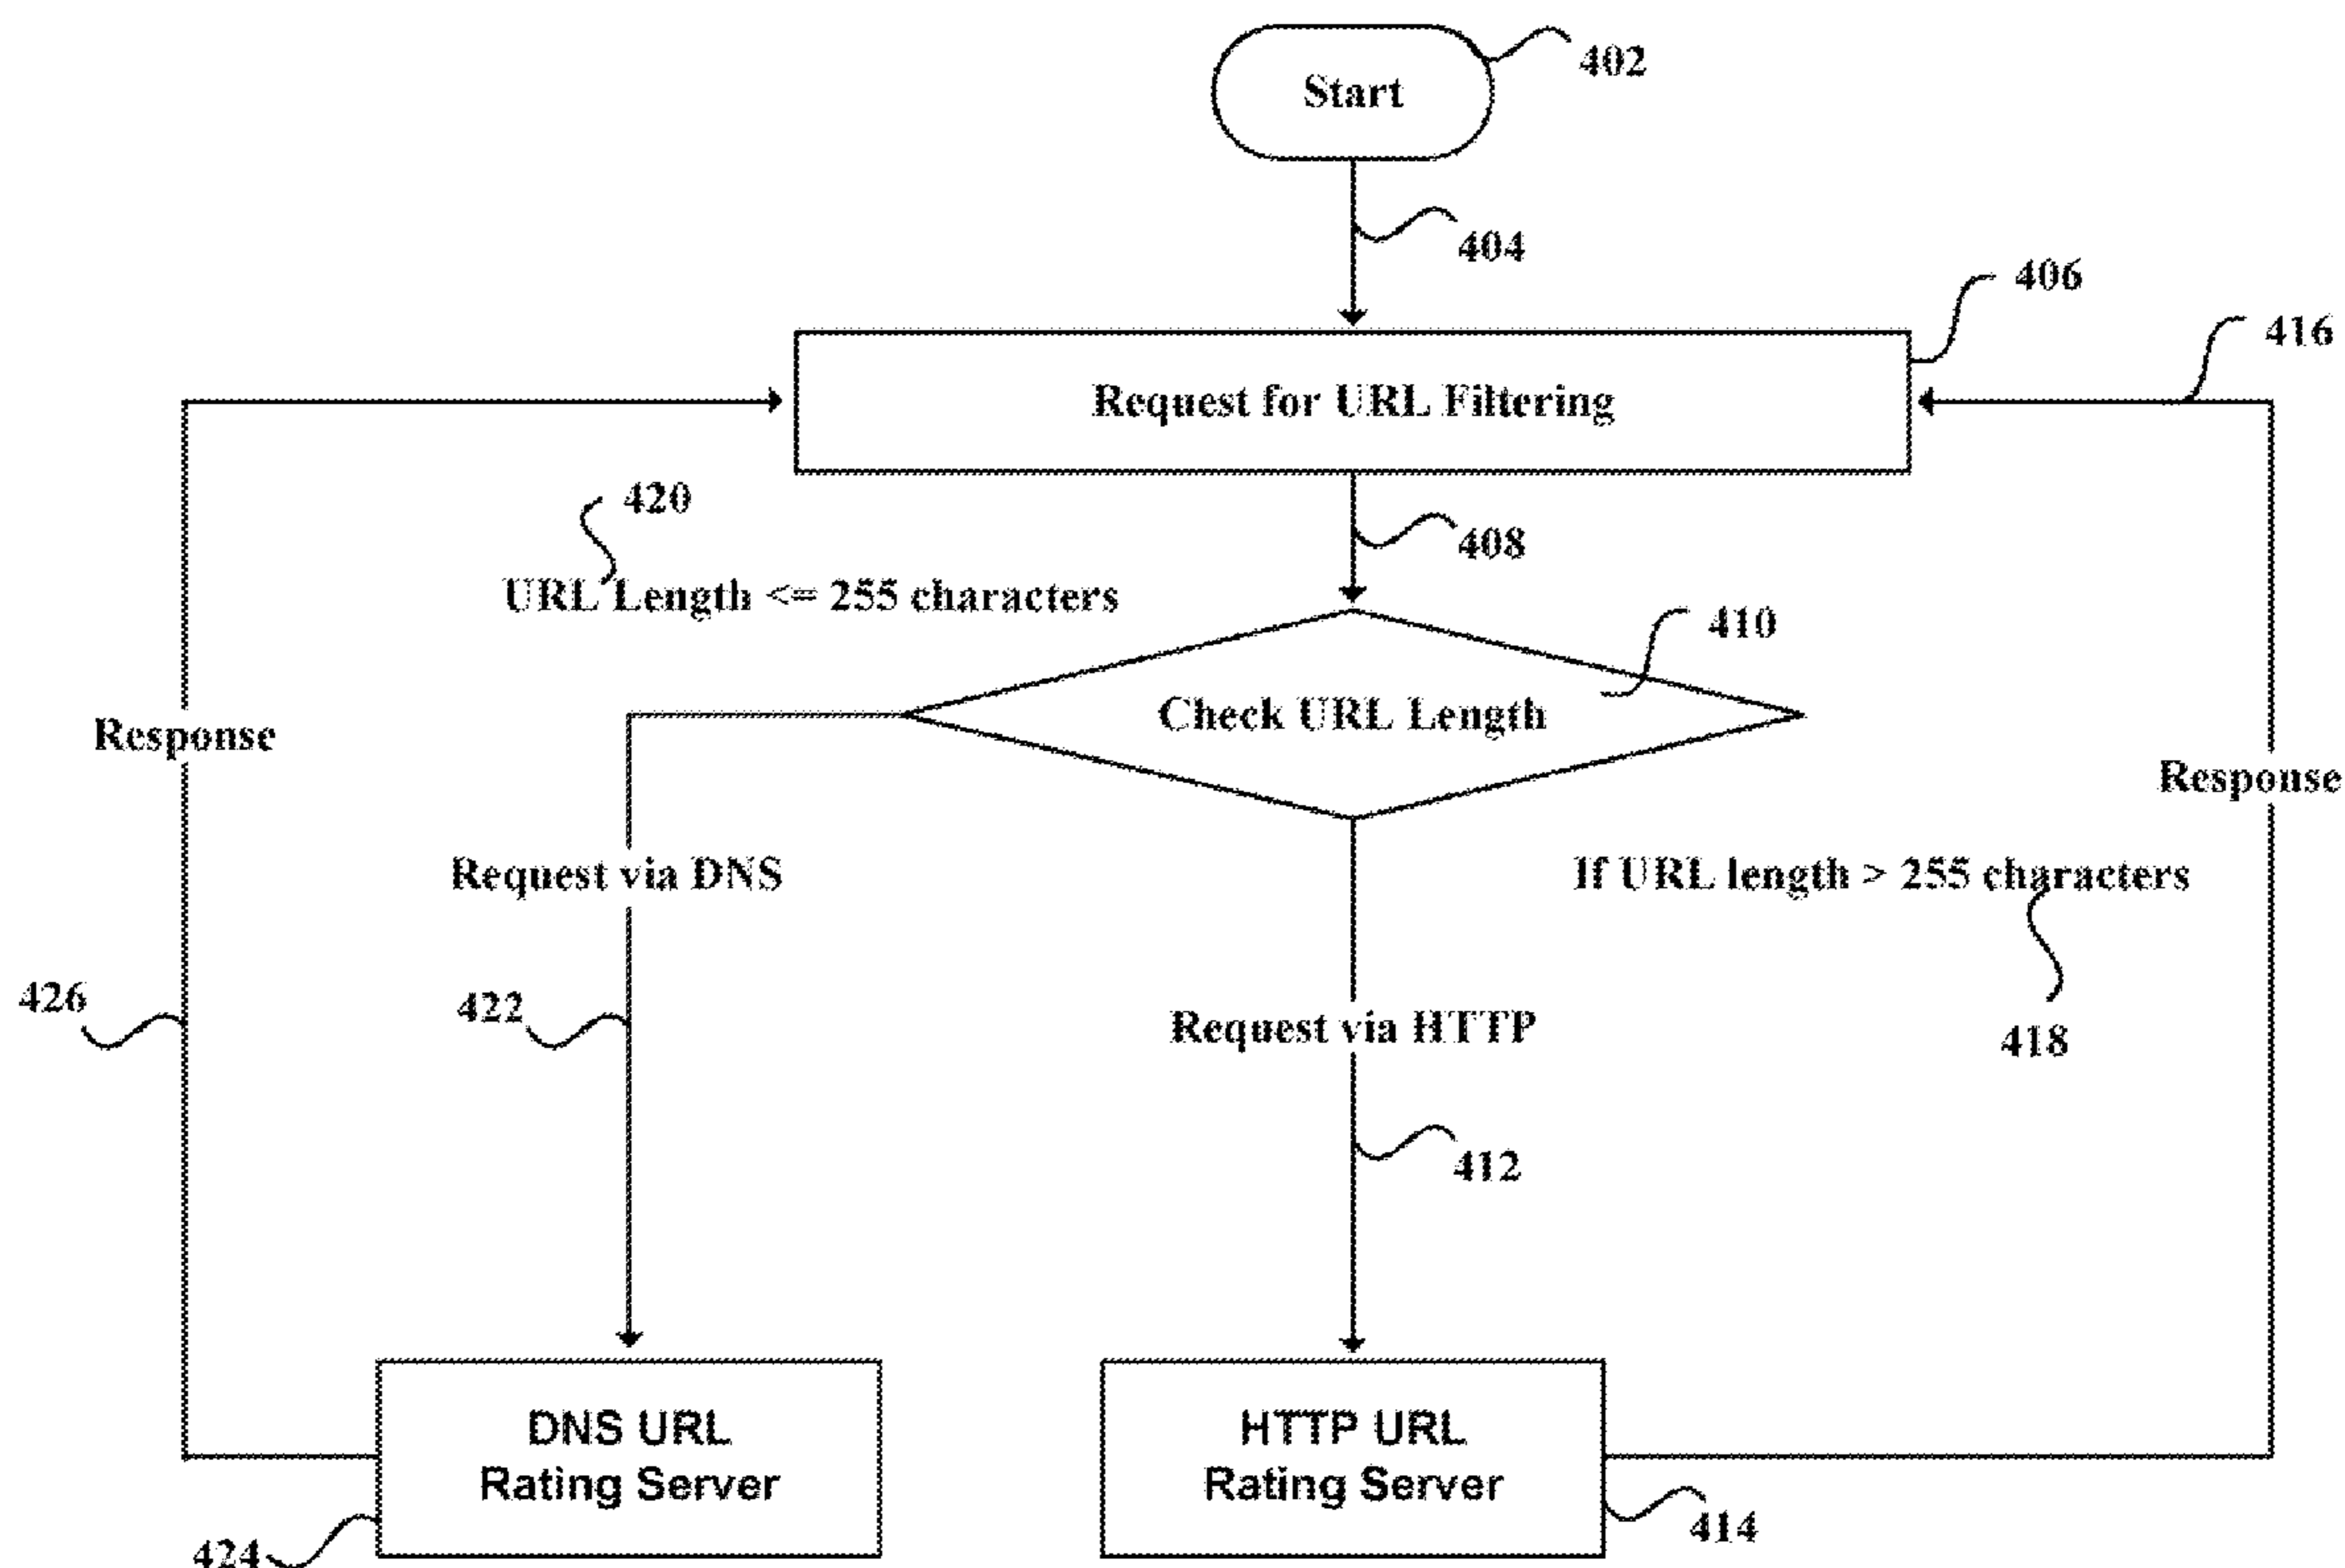 Start
402
404
406
416
Request for URL Filtering
420
408
URL Length <= 255 characters
410
Check URL Length
Response
Response
Request via DNS
If URL length > 255 characters
426
422
Request via HTTP
418
412
DNS URL
Rating Server
HTTP URL
Rating Server
414
424